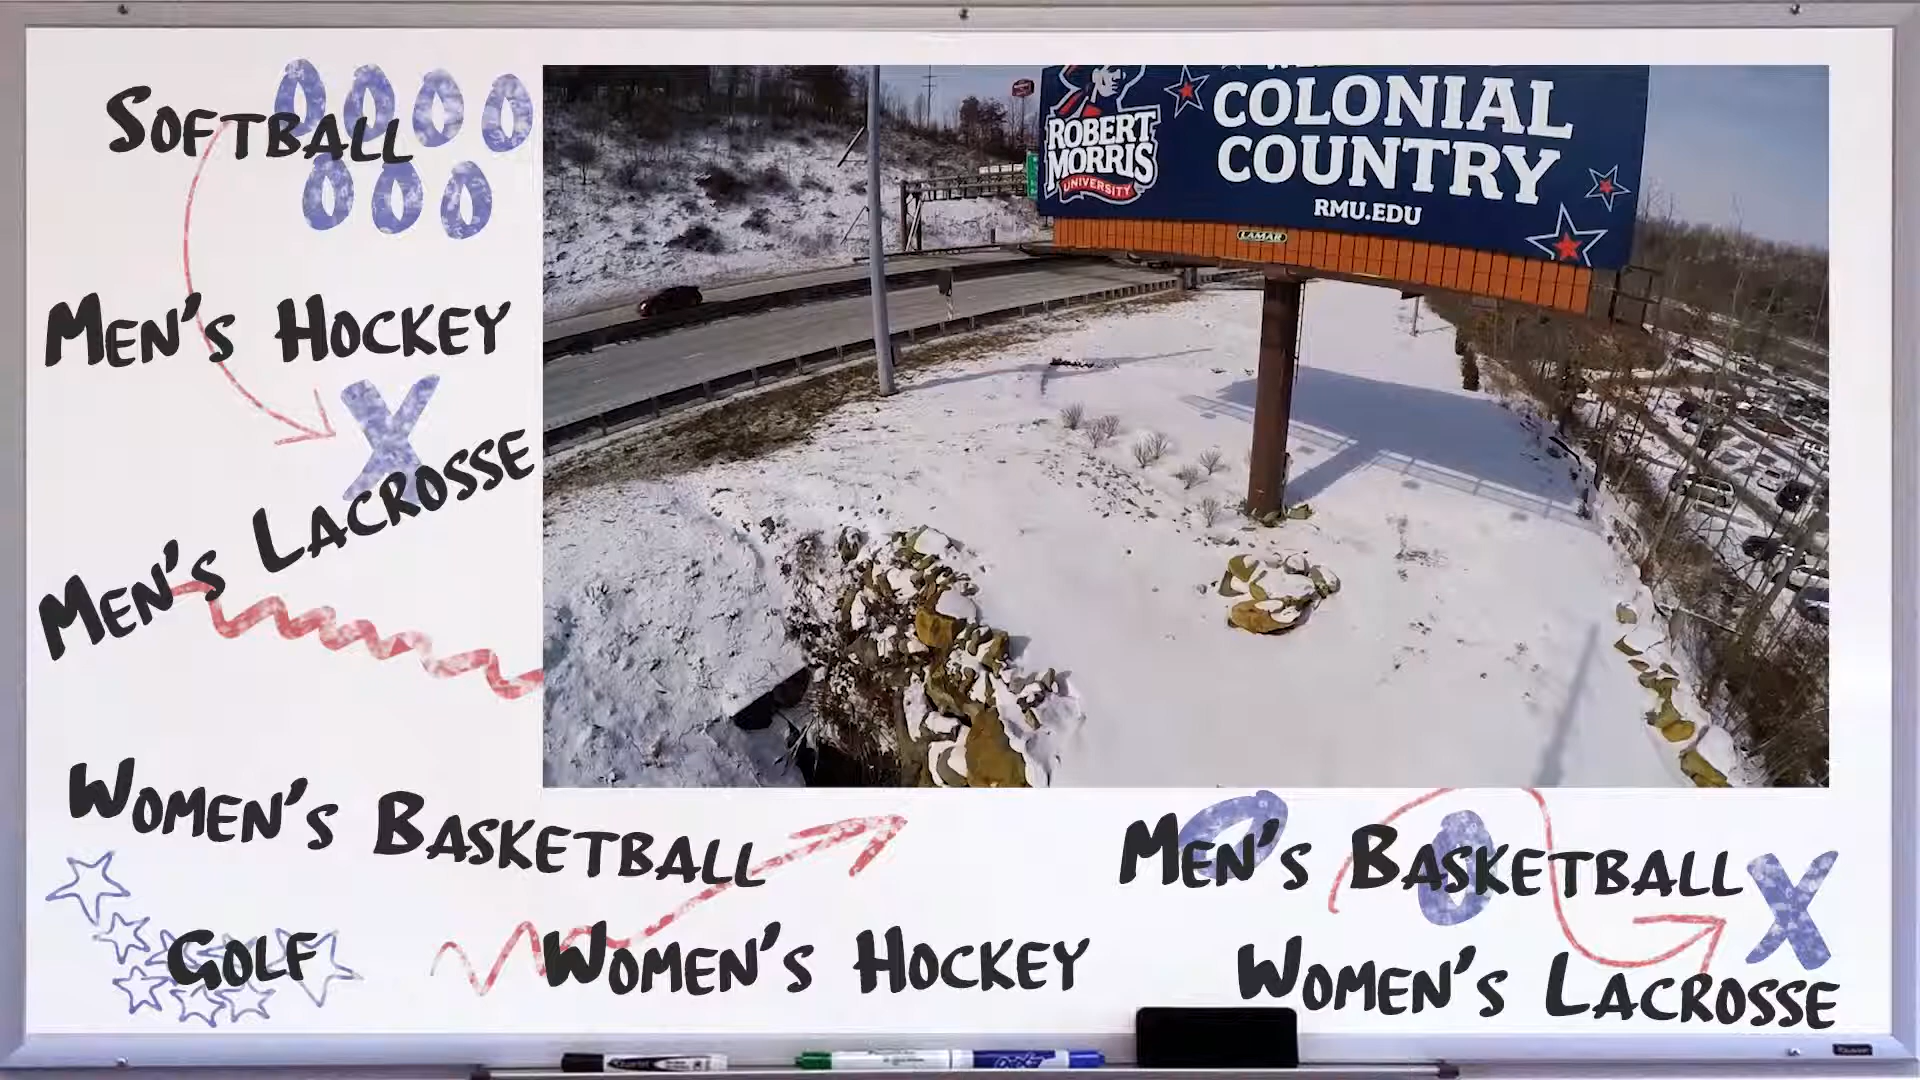 Softball
Men's Hockey
Men's Lacrosse
Women's Basketball
Golf
Women's Hockey
Men's Basketball
Women's Lacrosse
ROBERT
MORRIS
UNIVERSITY
COLONIAL
COUNTRY
RMU.EDU
LAMAR